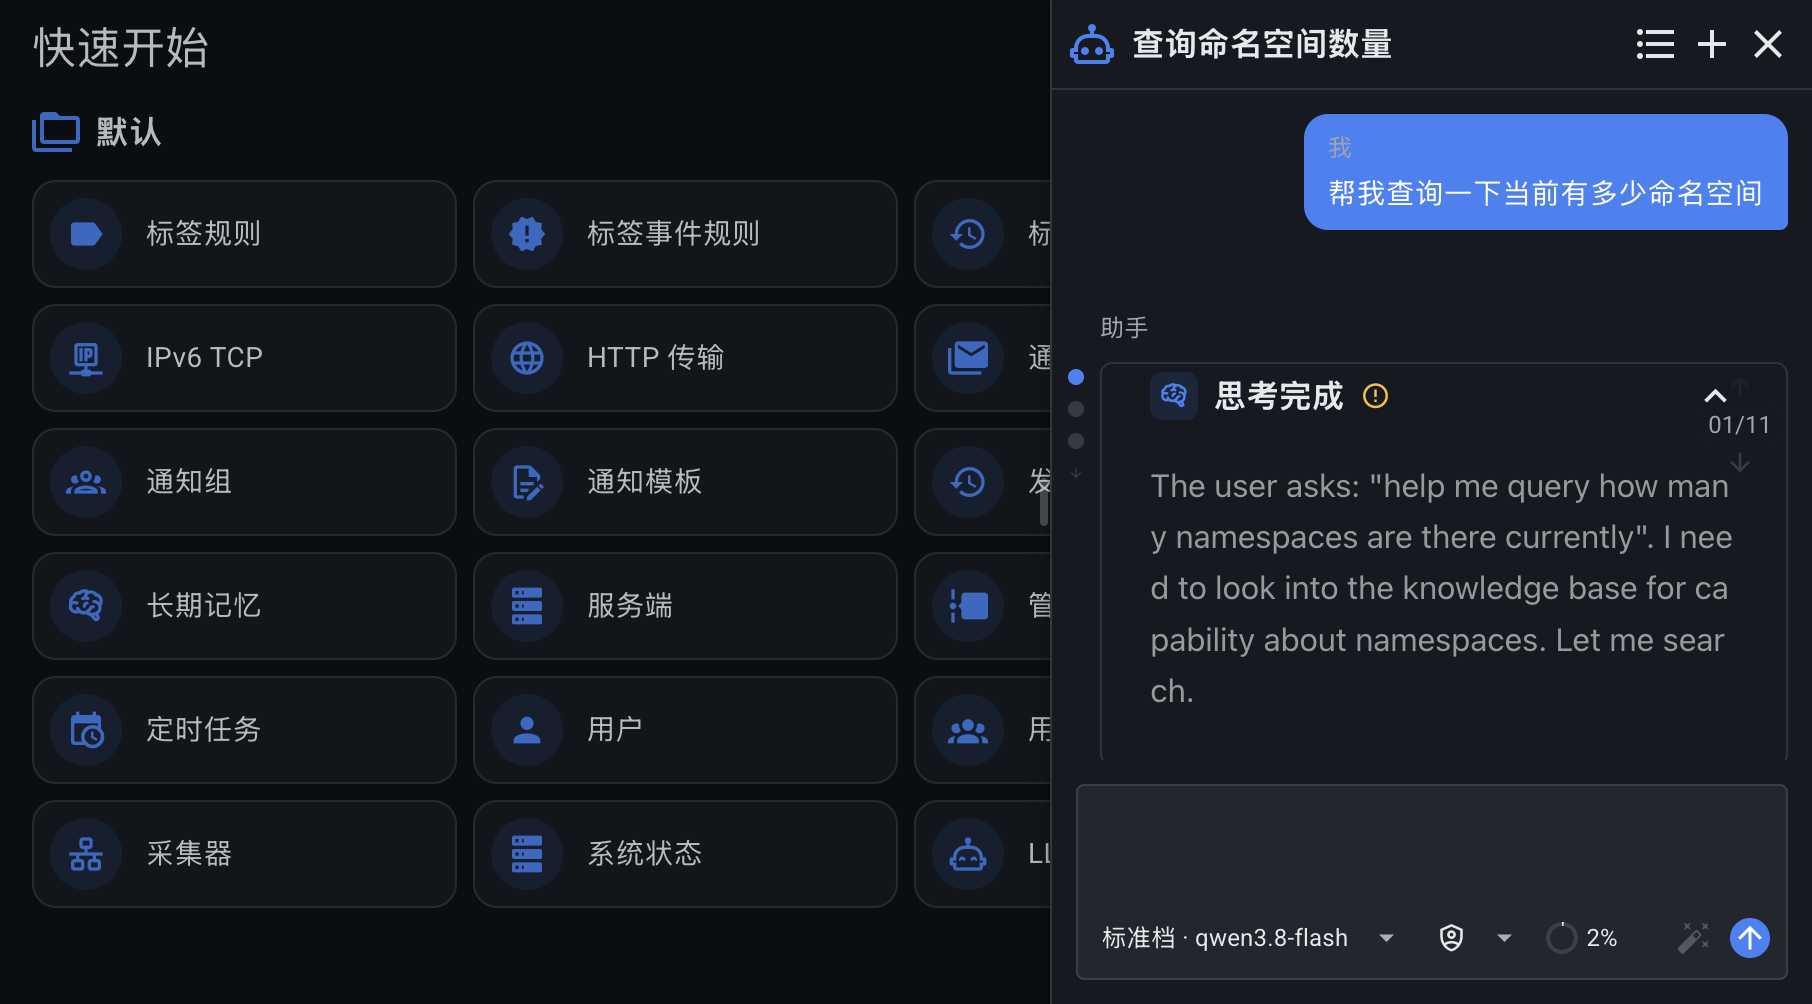 快速开始
默认
标签规则
标签事件规则
标
IPv6 TCP
HTTP 传输
通
通知组
通知模板
发
长期记忆
服务端
管
定时任务
用户
用
采集器
系统状态
LL
查询命名空间数量
我
帮我查询一下当前有多少命名空间
助手
思考完成
01/11
The user asks: "help me query how man
y namespaces are there currently". I nee
d to look into the knowledge base for ca
pability about namespaces. Let me sear
ch.
标准档 · qwen3.8-flash
2%